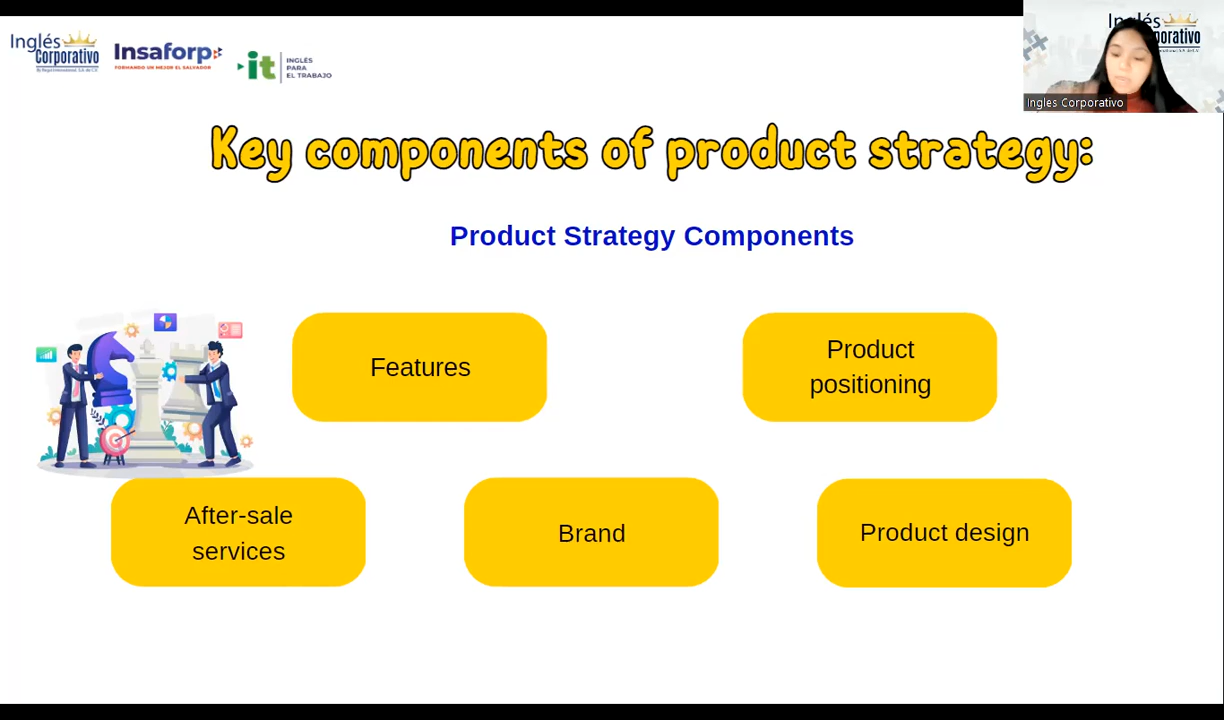 Inglés
Corporativo
Insaforp
FORMANDO UN MEJOR EL SALVADOR
it
INGLÉS
PARA
EL TRABAJO
Inglés
porativo
Ingles Corporativo
Key components of product strategy:
Product Strategy Components
Features
Product
positioning
After-sale
services
Brand
Product design